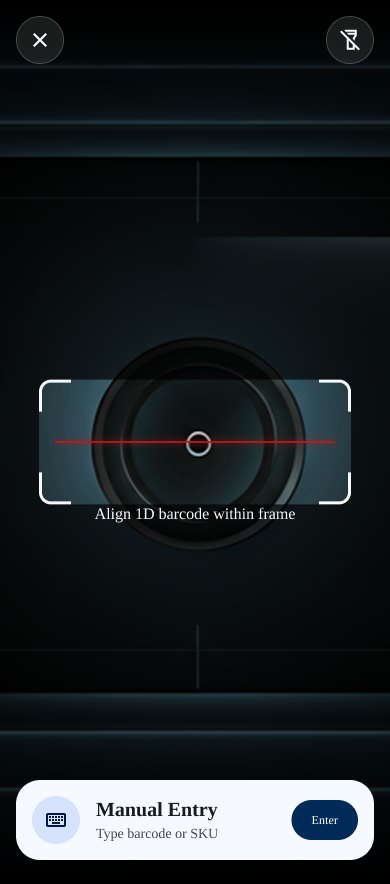 Align 1D barcode within frame
Manual Entry
Type barcode or SKU
Enter